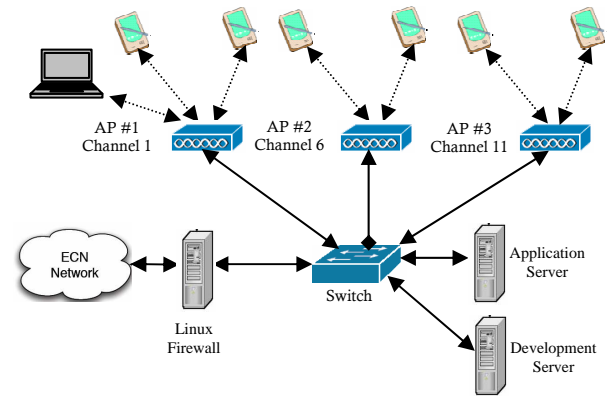 AP #1
Channel 1
AP #2
Channel 6
AP #3
Channel 11
ECN
Network
Linux
Firewall
Switch
Application
Server
Development
Server